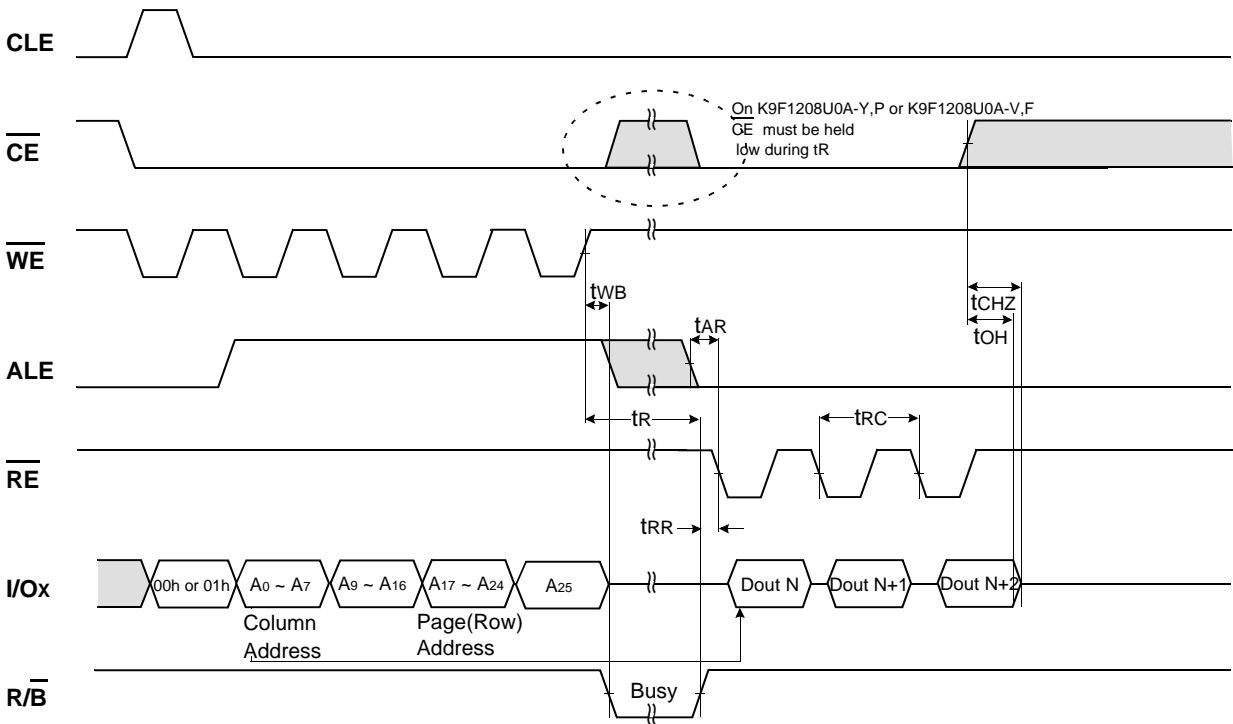 CLE
On K9F1208U0A-Y,P or K9F1208U0A-V,F
CE must be held
low during tR
CE
WE
tWB
tCHZ
tAR
tOH
ALE
tR
tRC
RE
tRR
I/Ox
00h or 01h
A0 ~ A7
A9 ~ A16
A17 ~ A24
A25
Dout N
Dout N+1
Dout N+2
Column
Address
Page(Row)
Address
R/B
Busy